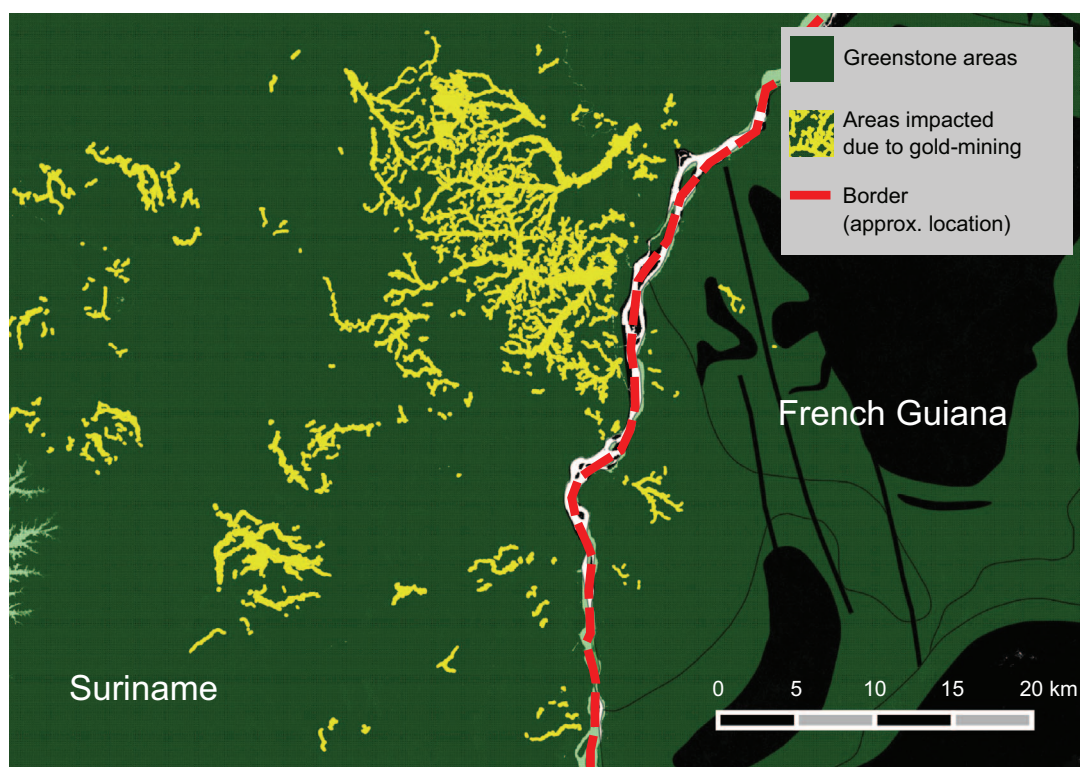 Greenstone areas
Areas impacted
due to gold-mining
Border
(approx. location)
French Guiana
Suriname
0 5 10 15 20 km